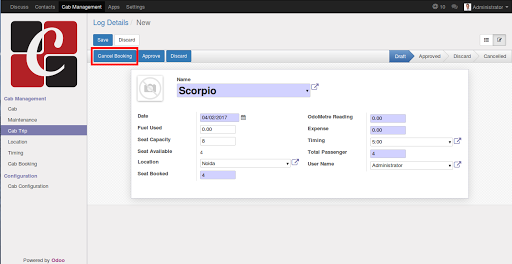 Discuss Contacts Cab Management Apps Settings
16 Administrator
Log Details / New
Save Discard
Cancel Booking Approve Discard
Draft Approved Discard Cancelled
C
Cab Management
Cab
Maintenance
Cab Trip
Location
Timing
Cab Booking
Configuration
Cab Configuration
Powered by Odoo
Name
Scorpio
Date 04/02/2017
Fuel Used 0.00
Seat Capacity 8
Seat Available 4
Location Noida
Seat Booked 4
OdoMetre Reading 0.00
Expense 0.00
Timing 5:00
Total Passenger 4
User Name Administrator